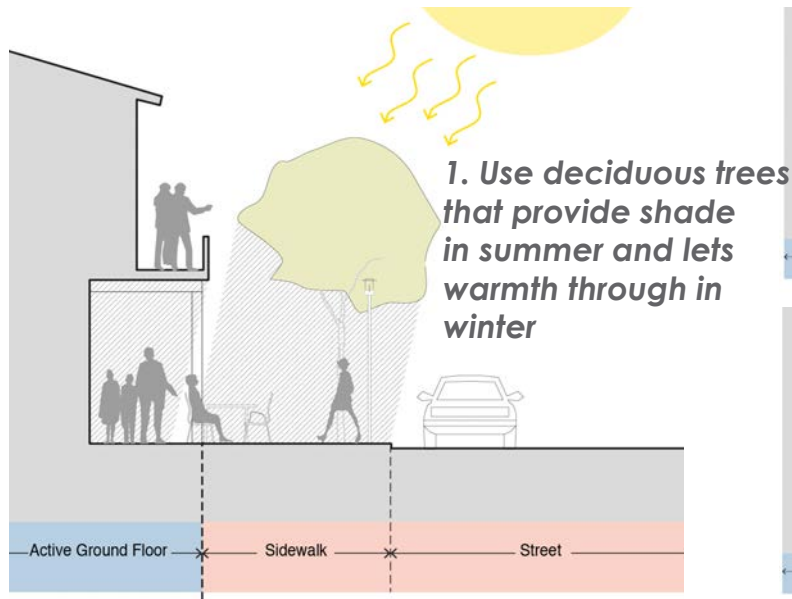 1. Use deciduous trees
that provide shade
in summer and lets
warmth through in
winter
Active Ground Floor
Sidewalk
Street